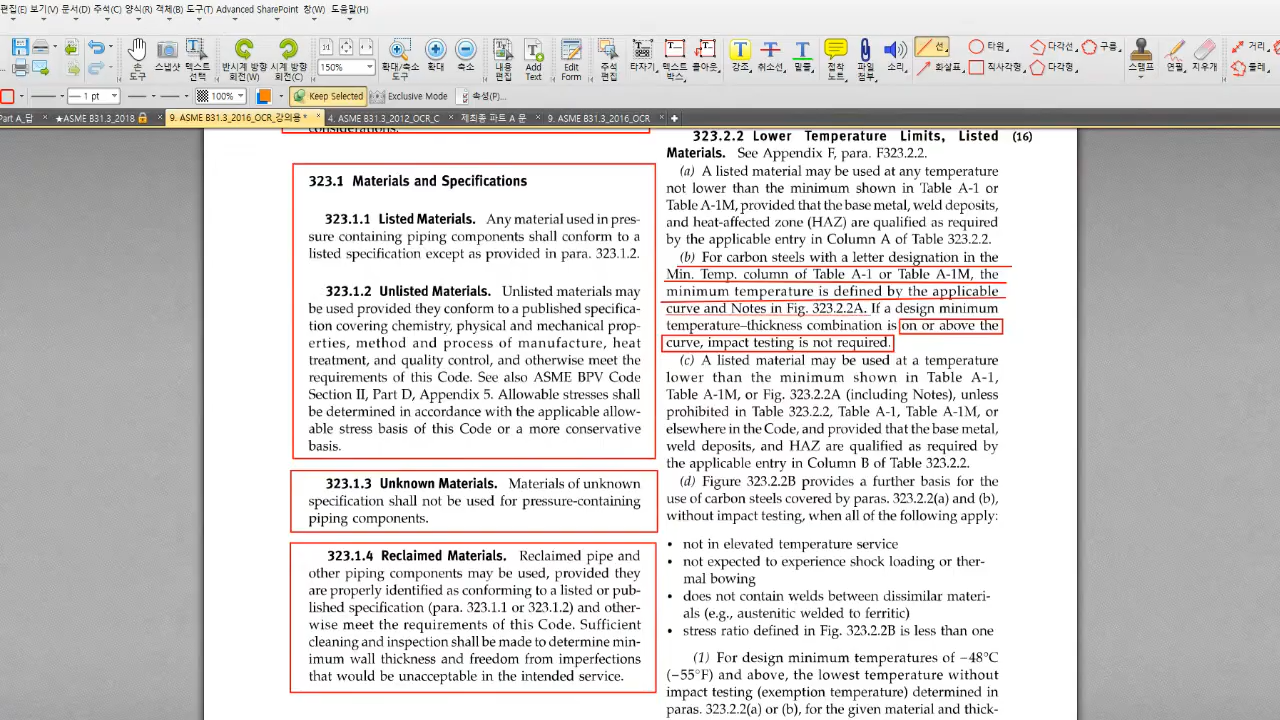 편집(E) 보기(V) 문서(D) 주석(C) 양식(R) 객체(B) 도구(T) Advanced SharePoint 창(W) 도움말(H)
도구
스냅샷
텍스트 선택
반시계 방향 회전(W)
시계 방향 회전(C)
150%
확대/축소 도구
확대
축소
내용 편집
Add Text
Edit Form
주석 편집
타자기
텍스트 박스
콜아웃
강조
취소선
밑줄
접착 노트
파일 첨부
소리
선
화살표
타원
직사각형
다각선
다각형
구름
스탬프
연필
지우개
거리
둘레
1 pt
100%
Keep Selected
Exclusive Mode
속성(P)...
Part A_답
★ASME B31.3_2018
9. ASME B31.3_2016_OCR_강의용 *
4. ASME B31.3_2012_OCR_C
제최종 파트 A 문
9. ASME B31.3_2016_OCR
considerations.
323.1 Materials and Specifications
323.1.1 Listed Materials. Any material used in pres-
sure containing piping components shall conform to a
listed specification except as provided in para. 323.1.2.
323.1.2 Unlisted Materials. Unlisted materials may
be used provided they conform to a published specifica-
tion covering chemistry, physical and mechanical prop-
erties, method and process of manufacture, heat
treatment, and quality control, and otherwise meet the
requirements of this Code. See also ASME BPV Code
Section II, Part D, Appendix 5. Allowable stresses shall
be determined in accordance with the applicable allow-
able stress basis of this Code or a more conservative
basis.
323.1.3 Unknown Materials. Materials of unknown
specification shall not be used for pressure-containing
piping components.
323.1.4 Reclaimed Materials. Reclaimed pipe and
other piping components may be used, provided they
are properly identified as conforming to a listed or pub-
lished specification (para. 323.1.1 or 323.1.2) and other-
wise meet the requirements of this Code. Sufficient
cleaning and inspection shall be made to determine min-
imum wall thickness and freedom from imperfections
that would be unacceptable in the intended service.
323.2.2 Lower Temperature Limits, Listed (16)
Materials. See Appendix F, para. F323.2.2.
(a) A listed material may be used at any temperature
not lower than the minimum shown in Table A-1 or
Table A-1M, provided that the base metal, weld deposits,
and heat-affected zone (HAZ) are qualified as required
by the applicable entry in Column A of Table 323.2.2.
(b) For carbon steels with a letter designation in the
Min. Temp. column of Table A-1 or Table A-1M, the
minimum temperature is defined by the applicable
curve and Notes in Fig. 323.2.2A. If a design minimum
temperature–thickness combination is on or above the
curve, impact testing is not required.
(c) A listed material may be used at a temperature
lower than the minimum shown in Table A-1,
Table A-1M, or Fig. 323.2.2A (including Notes), unless
prohibited in Table 323.2.2, Table A-1, Table A-1M, or
elsewhere in the Code, and provided that the base metal,
weld deposits, and HAZ are qualified as required by
the applicable entry in Column B of Table 323.2.2.
(d) Figure 323.2.2B provides a further basis for the
use of carbon steels covered by paras. 323.2.2(a) and (b),
without impact testing, when all of the following apply:
• not in elevated temperature service
• not expected to experience shock loading or ther-
mal bowing
• does not contain welds between dissimilar materi-
als (e.g., austenitic welded to ferritic)
• stress ratio defined in Fig. 323.2.2B is less than one
(1) For design minimum temperatures of −48°C
(−55°F) and above, the lowest temperature without
impact testing (exemption temperature) determined in
paras. 323.2.2(a) or (b), for the given material and thick-